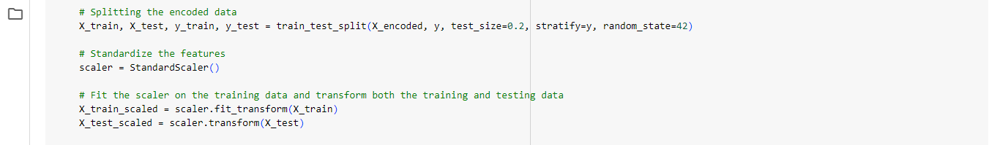 # Splitting the encoded data
X_train, X_test, y_train, y_test = train_test_split(X_encoded, y, test_size=0.2, stratify=y, random_state=42)
# Standardize the features
scaler = StandardScaler()
# Fit the scaler on the training data and transform both the training and testing data
X_train_scaled = scaler.fit_transform(X_train)
X_test_scaled = scaler.transform(X_test)